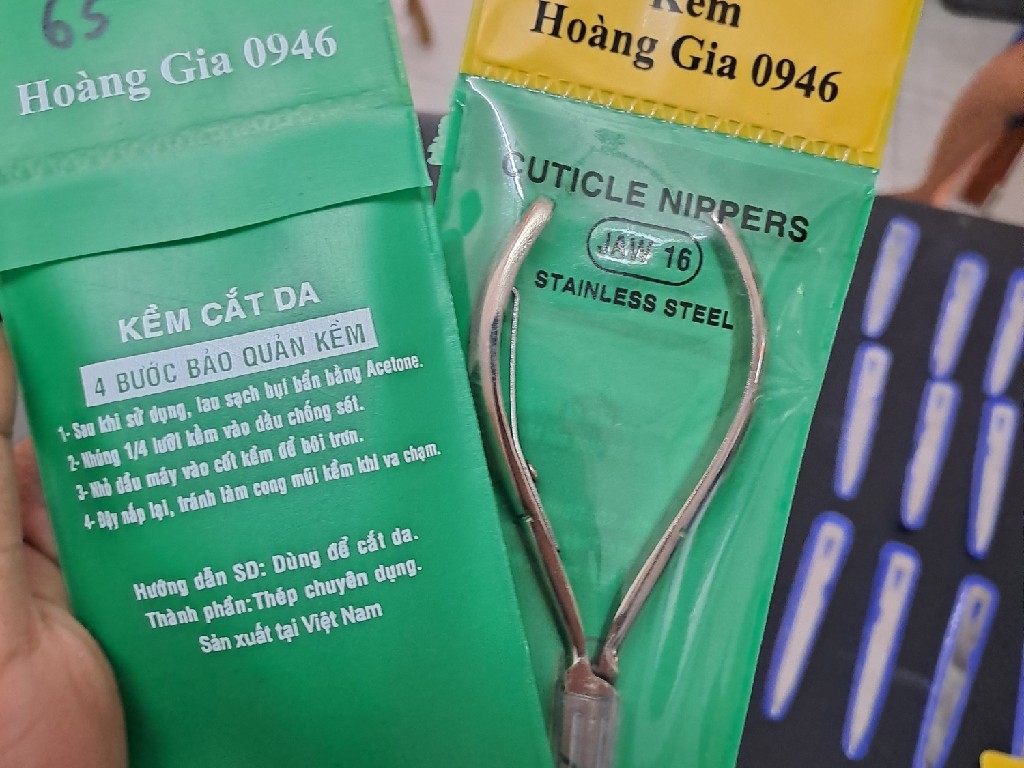 65
Hoàng Gia 0946
KỀM CẮT DA
4 BƯỚC BẢO QUẢN KỀM
1- Sau khi sử dụng, lau sạch bụi bẩn bằng Acetone.
2- Nhúng 1/4 lưỡi kềm vào dầu chống sét.
3- Nhỏ dầu máy vào cốt kềm để bôi trơn.
4- Đậy nắp lại, tránh làm cong mũi kềm khi va chạm.
Hướng dẫn SD: Dùng để cắt da.
Thành phần: Thép chuyên dụng.
Sản xuất tại Việt Nam
Kềm
Hoàng Gia 0946
CUTICLE NIPPERS
JAW 16
STAINLESS STEEL